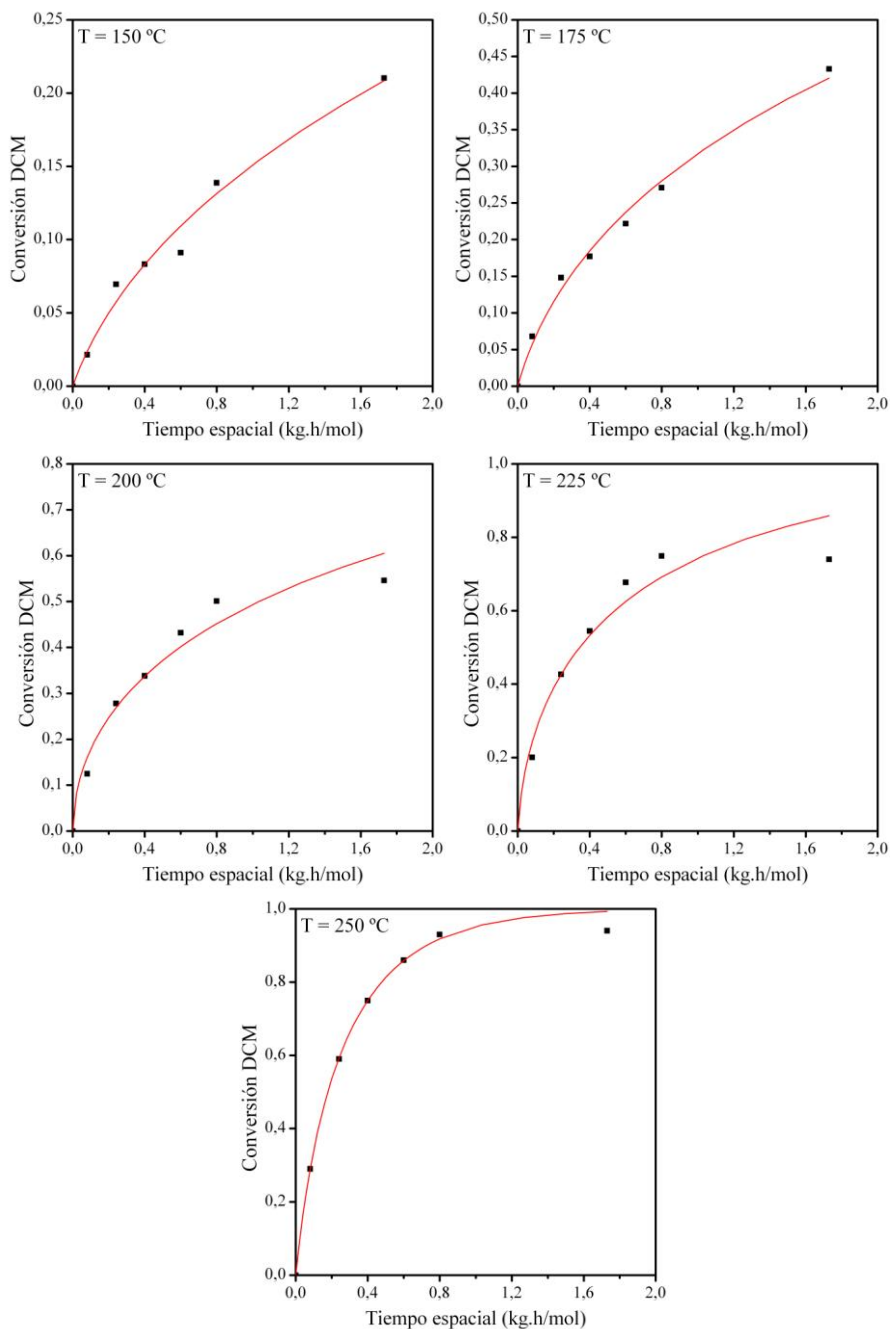 T = 150 ºC
0,25
0,20
0,15
0,10
0,05
0,00
Conversión DCM
0,0 0,4 0,8 1,2 1,6 2,0
Tiempo espacial (kg.h/mol)
T = 175 ºC
0,50
0,45
0,40
0,35
0,30
0,25
0,20
0,15
0,10
0,05
0,00
Conversión DCM
0,0 0,4 0,8 1,2 1,6 2,0
Tiempo espacial (kg.h/mol)
T = 200 ºC
0,8
0,7
0,6
0,5
0,4
0,3
0,2
0,1
0,0
Conversión DCM
0,0 0,4 0,8 1,2 1,6 2,0
Tiempo espacial (kg.h/mol)
T = 225 ºC
1,0
0,8
0,6
0,4
0,2
0,0
Conversión DCM
0,0 0,4 0,8 1,2 1,6 2,0
Tiempo espacial (kg.h/mol)
T = 250 ºC
1,0
0,8
0,6
0,4
0,2
0,0
Conversión DCM
0,0 0,4 0,8 1,2 1,6 2,0
Tiempo espacial (kg.h/mol)